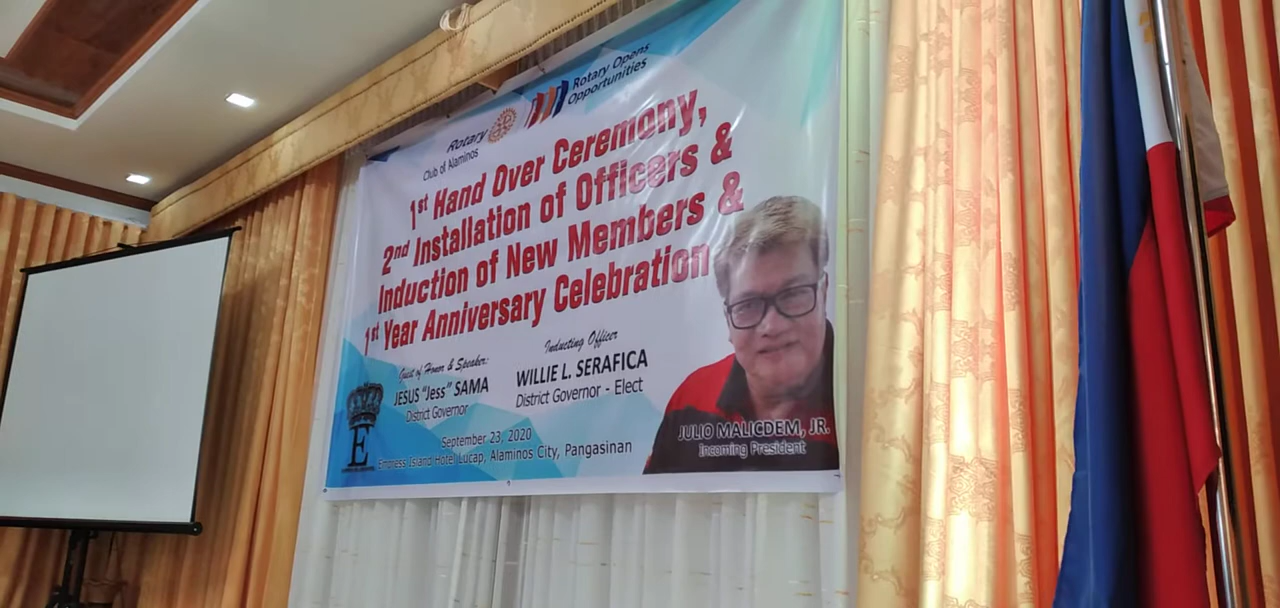 Rotary
Club of Alaminos
Rotary Opens
Opportunities
1st Hand Over Ceremony,
2nd Installation of Officers &
Induction of New Members &
1st Year Anniversary Celebration
Guest of Honor & Speaker:
JESUS "Jess" SAMA
District Governor
Inducting Officer
WILLIE L. SERAFICA
District Governor - Elect
September 23, 2020
Empress Island Hotel Lucap, Alaminos City, Pangasinan
E
JULIO MALICDEM, JR.
Incoming President